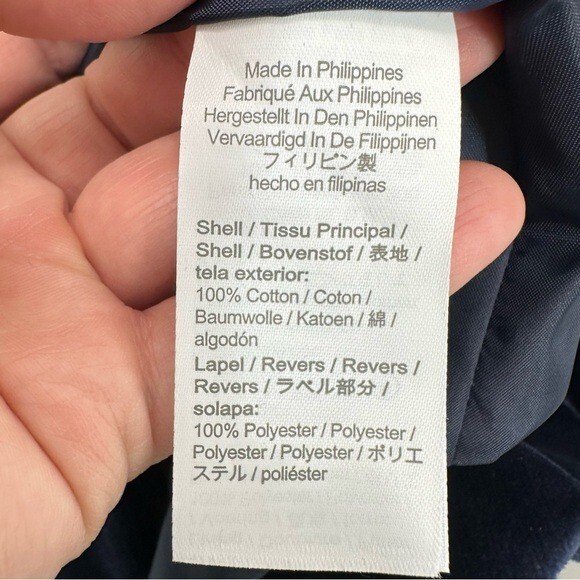 Made In Philippines
Fabriqué Aux Philippines
Hergestellt In Den Philippinen
Vervaardigd In De Filippijnen
フィリピン製
hecho en filipinas
Shell / Tissu Principal /
Shell / Bovenstof / 表地 /
tela exterior:
100% Cotton / Coton /
Baumwolle / Katoen / 綿 /
algodón
Lapel / Revers / Revers /
Revers / ラペル部分 /
solapa:
100% Polyester / Polyester /
Polyester / Polyester / ポリエ
ステル / poliéster